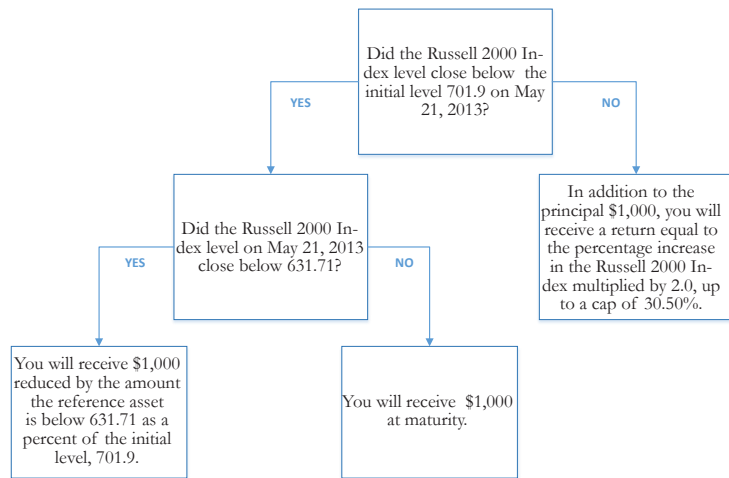 Did the Russell 2000 In-
dex level close below the
initial level 701.9 on May
21, 2013?
YES
NO
Did the Russell 2000 In-
dex level on May 21, 2013
close below 631.71?
In addition to the
principal $1,000, you will
receive a return equal to
the percentage increase
in the Russell 2000 In-
dex multiplied by 2.0, up
to a cap of 30.50%.
YES
NO
You will receive $1,000
reduced by the amount
the reference asset
is below 631.71 as a
percent of the initial
level, 701.9.
You will receive $1,000
at maturity.